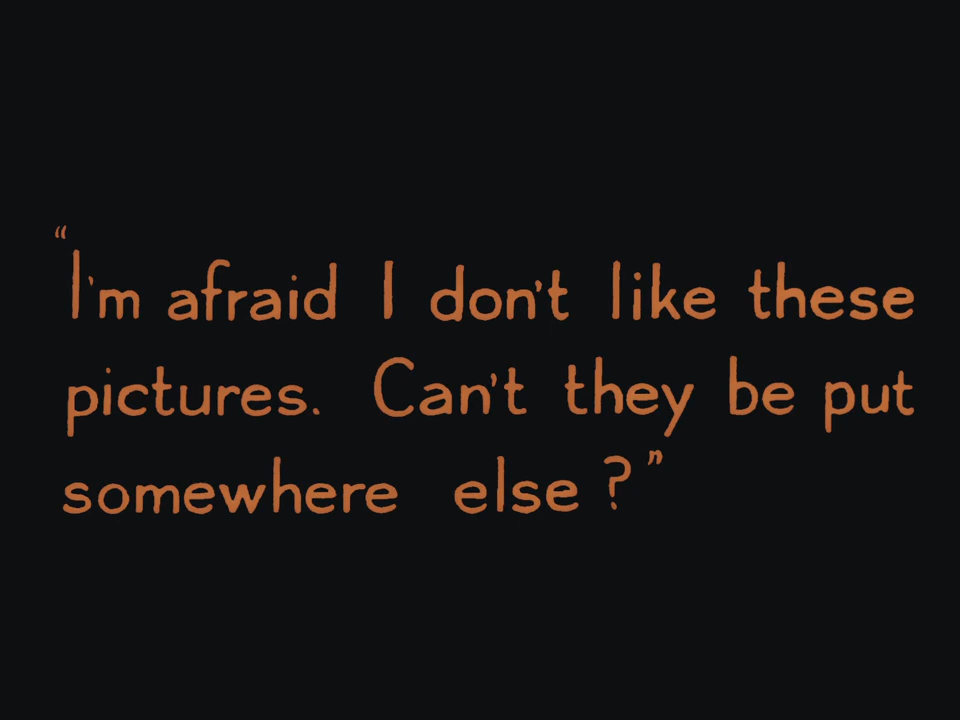 "I'm afraid I don't like these
pictures. Can't they be put
somewhere else?"